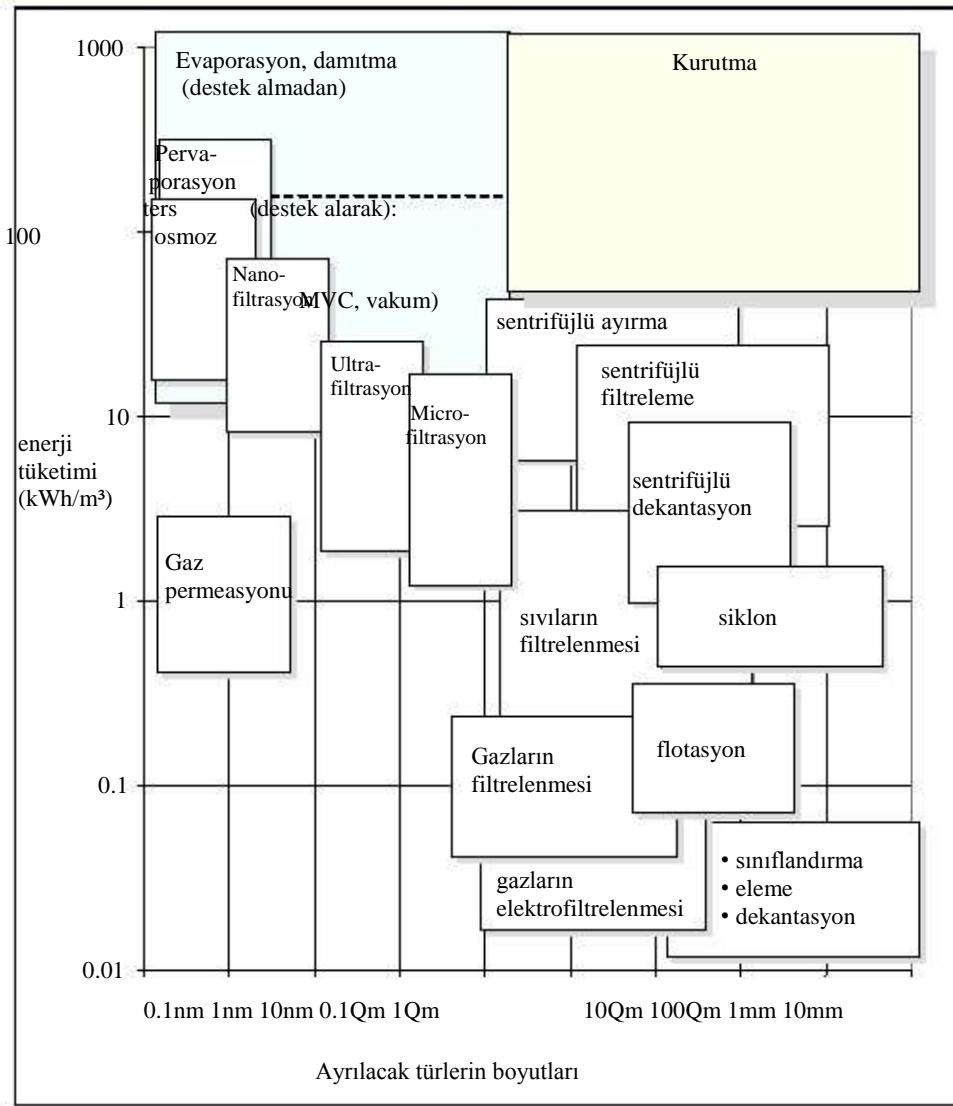 1000
Evaporasyon, damıtma
(destek almadan)
Kurutma
Perva-
porasyon
ters
osmoz
(destek alarak):
100
Nano-
filtrasyon
MVC, vakum)
sentrifüjlü ayırma
Ultra-
filtrasyon
sentrifüjlü
filtreleme
Micro-
filtrasyon
10
enerji
tüketimi
(kWh/m³)
sentrifüjlü
dekantasyon
Gaz
permeasyonu
1
sıvıların
filtrelenmesi
siklon
Gazların
filtrelenmesi
flotasyon
0.1
gazların
elektrofiltrelenmesi
• sınıflandırma
• eleme
• dekantasyon
0.01
0.1nm 1nm 10nm 0.1Qm 1Qm 10Qm 100Qm 1mm 10mm
Ayrılacak türlerin boyutları